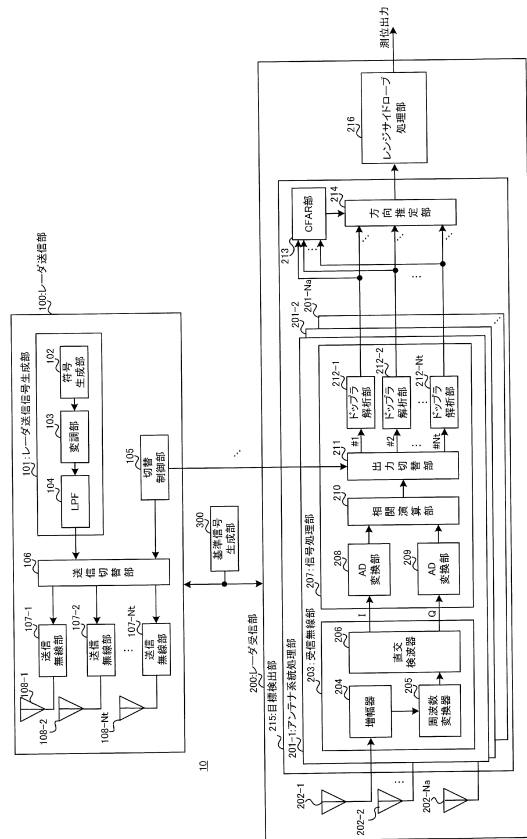 100:レーダ送信部
101:レーダ送信信号生成部
102
符号
生成部
103
変調部
104
LPF
105
切替
制御部
106
送信切替部
107-1
送信
無線部
107-2
送信
無線部
⋮
107-Nt
送信
無線部
108-1
108-2
108-Nt
10
300
基準信号
生成部
200:レーダ受信部
215:目標検出部
201-1:アンテナ系統処理部
201-2
201-Na
202-1
202-2
⋮
202-Na
203:受信無線部
204
増幅器
205
周波数
変換器
206
直交
検波器
I
Q
207:信号処理部
208
AD
変換部
209
AD
変換部
210
相関演算部
211
出力切替部
#1
#2
⋮
#Nt
212-1
ドップラ
解析部
212-2
ドップラ
解析部
⋮
212-Nt
ドップラ
解析部
213
CFAR部
214
方向推定部
216
レンジサイドローブ
処理部
測位出力